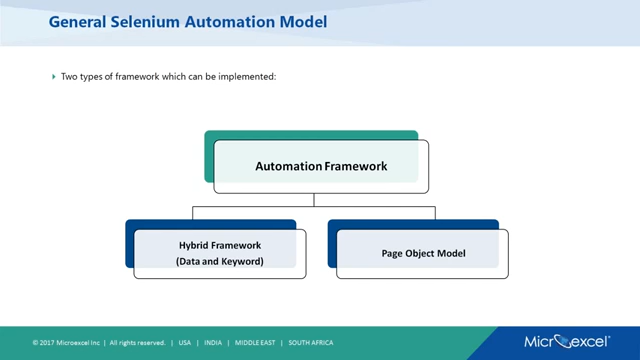 General Selenium Automation Model
Two types of framework which can be implemented:
Automation Framework
Hybrid Framework
(Data and Keyword)
Page Object Model
© 2017 Microexcel Inc | All rights reserved. | USA | INDIA | MIDDLE EAST | SOUTH AFRICA
Microexcel